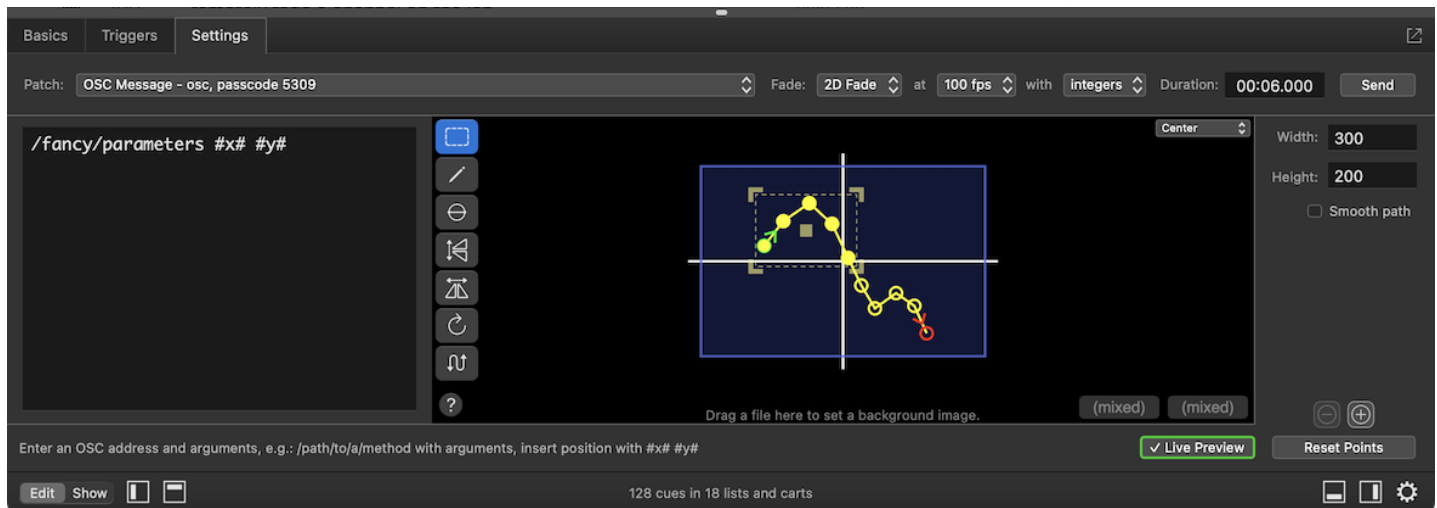 Basics Triggers Settings
Patch: OSC Message - osc, passcode 5309 Fade: 2D Fade at 100 fps with integers Duration: 00:06.000 Send
/fancy/parameters #x# #y#
Center
Width: 300
Height: 200
Smooth path
?
Drag a file here to set a background image.
(mixed) (mixed)
Enter an OSC address and arguments, e.g.: /path/to/a/method with arguments, insert position with #x# #y#
✓ Live Preview
Reset Points
Edit Show
128 cues in 18 lists and carts